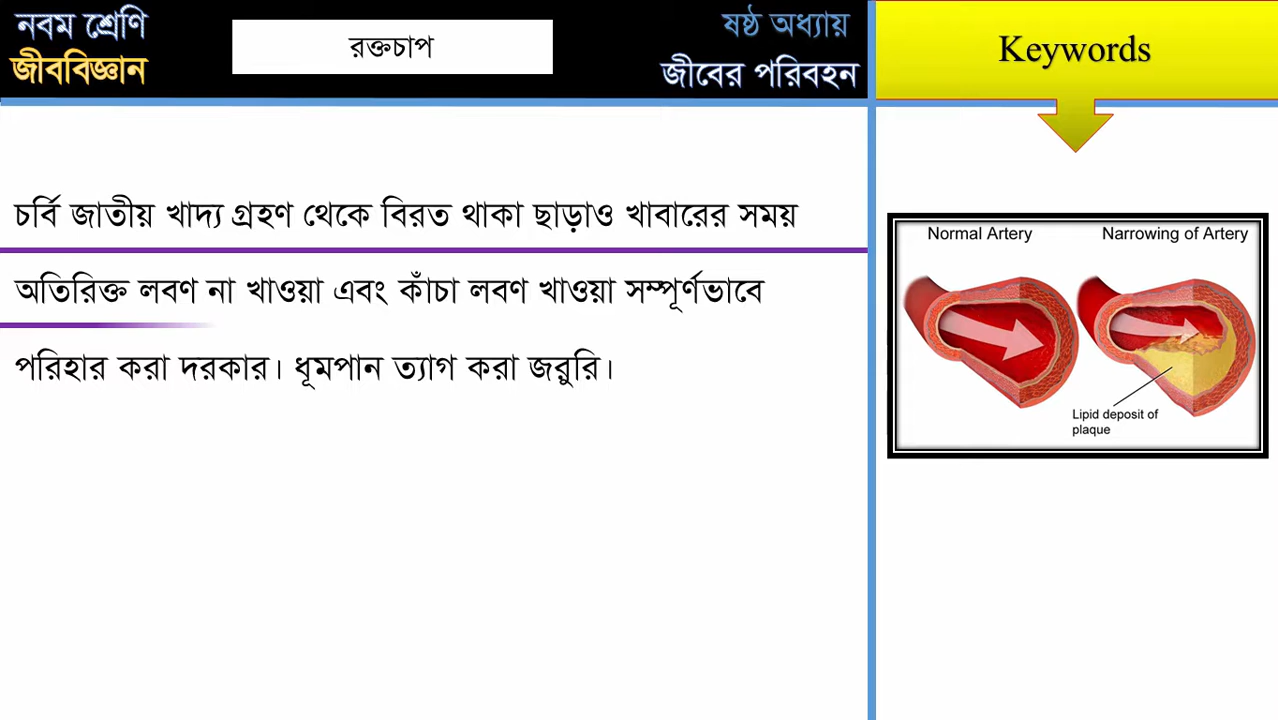 নবম শ্রেণি
জীববিজ্ঞান
রক্তচাপ
ষষ্ঠ অধ্যায়
জীবের পরিবহন
Keywords
চর্বি জাতীয় খাদ্য গ্রহণ থেকে বিরত থাকা ছাড়াও খাবারের সময়
অতিরিক্ত লবণ না খাওয়া এবং কাঁচা লবণ খাওয়া সম্পূর্ণভাবে
পরিহার করা দরকার। ধূমপান ত্যাগ করা জরুরি।
Normal Artery
Narrowing of Artery
Lipid deposit of
plaque